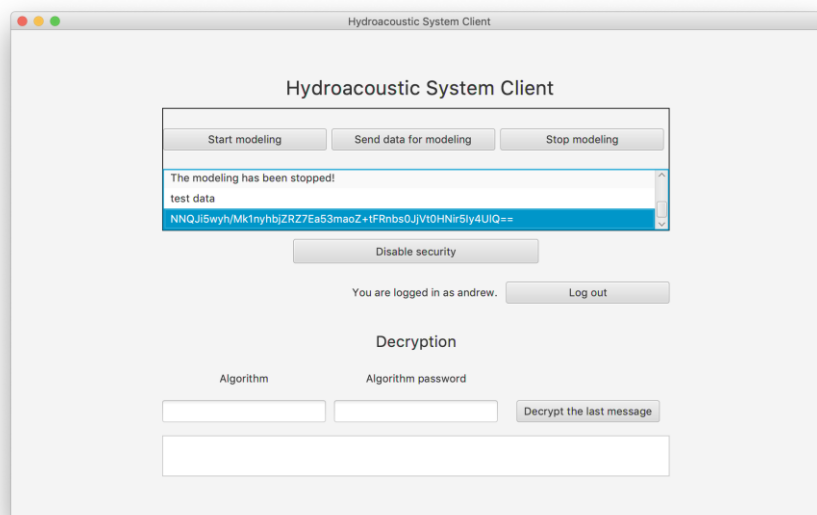 Hydroacoustic System Client
Hydroacoustic System Client
Start modeling
Send data for modeling
Stop modeling
The modeling has been stopped!
test data
NNQJi5wyh/Mk1nyhbjZRZ7Ea53maoZ+tFRnbs0JjVt0HNir5Iy4UIQ==
Disable security
You are logged in as andrew.
Log out
Decryption
Algorithm
Algorithm password
Decrypt the last message